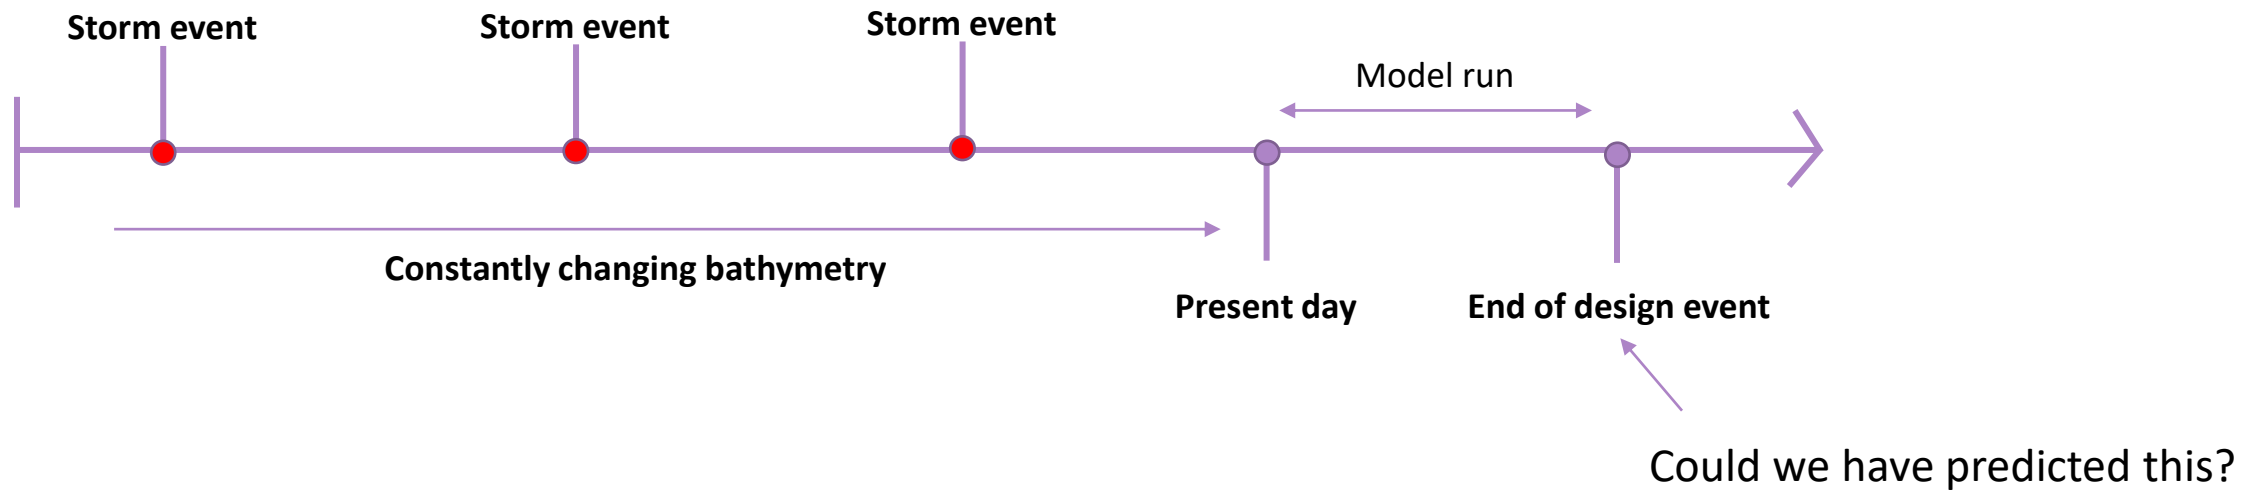 Storm event
Storm event
Storm event
Model run
Constantly changing bathymetry
Present day
End of design event
Could we have predicted this?